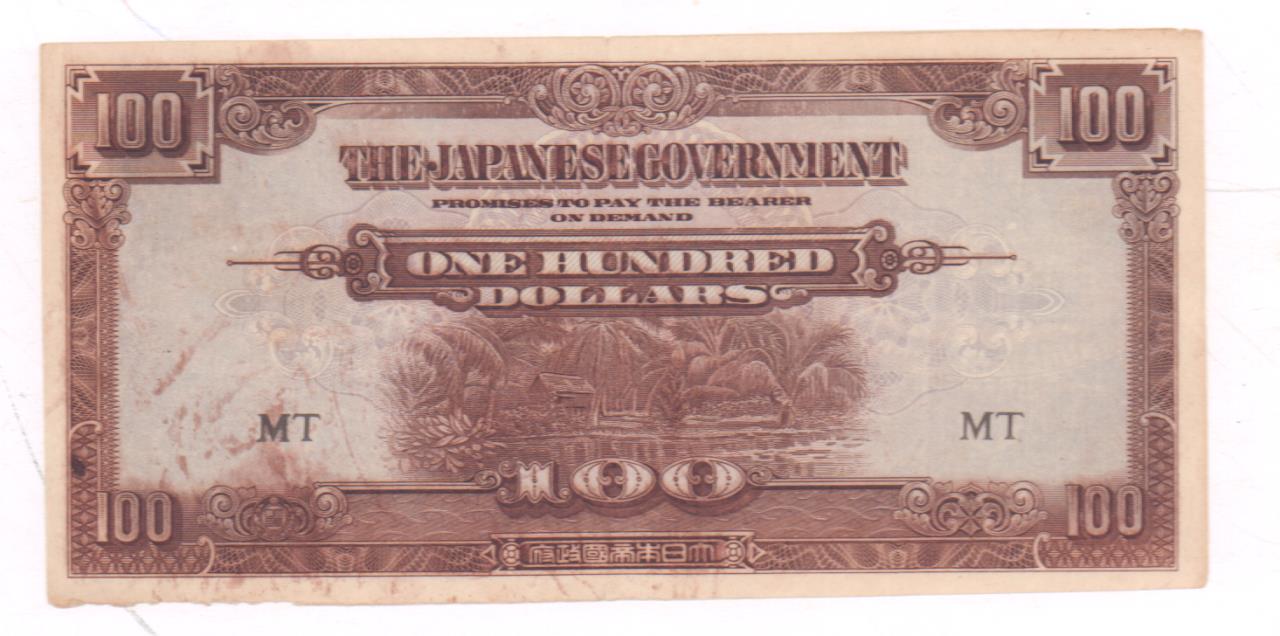 100 100
THE JAPANESE GOVERNMENT
PROMISES TO PAY THE BEARER
ON DEMAND
ONE HUNDRED
DOLLARS
MT MT
100
100 100
府政國帝本日大